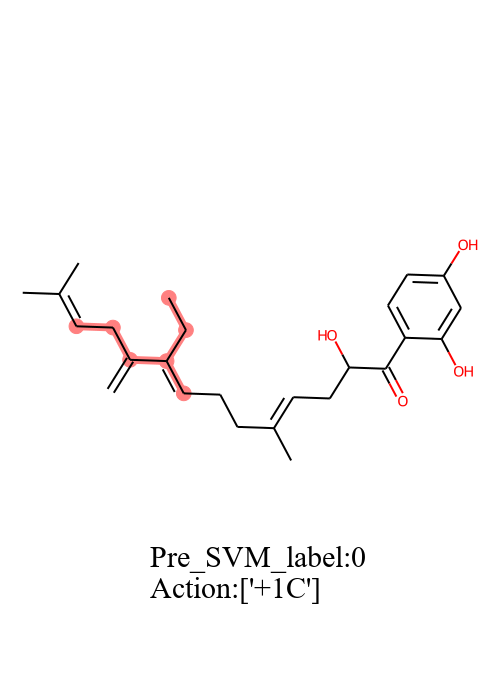 OH
HO
OH
O
Pre_SVM_label:0
Action:['+1C']